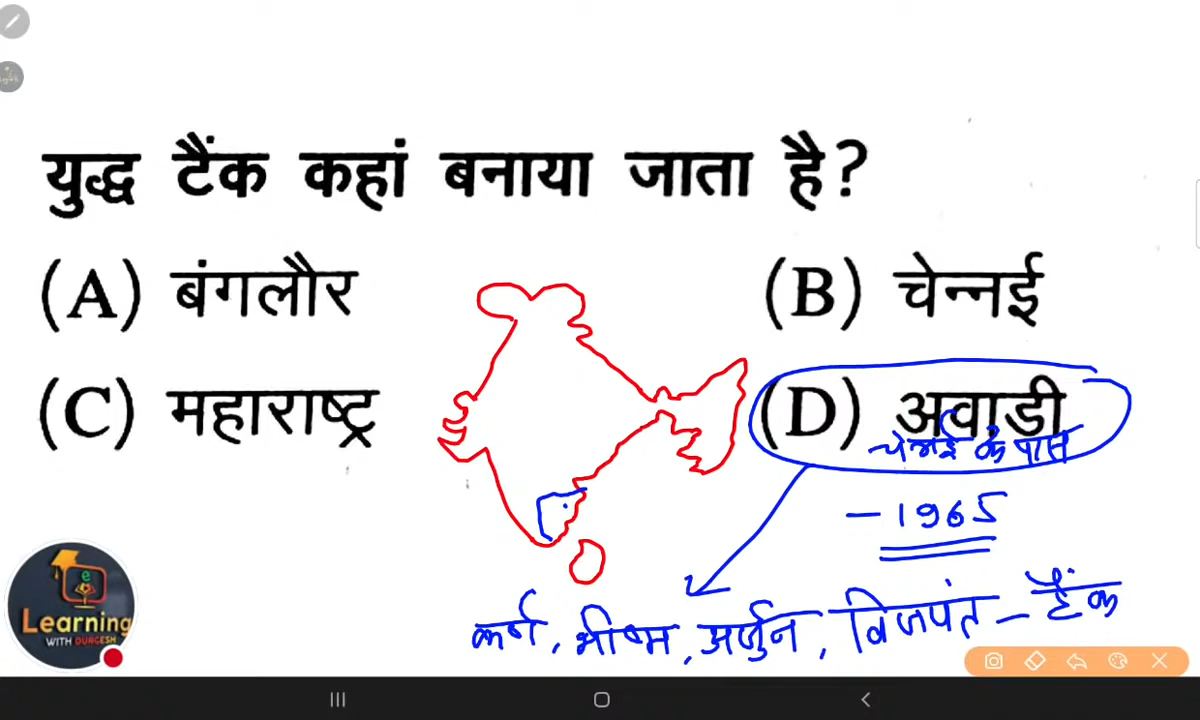 युद्ध टैंक कहां बनाया जाता है?
(A) बंगलौर
(B) चेन्नई
(C) महाराष्ट्र
(D) अवाडी
चेन्नई के पास
- 1965
कर्ण, भीष्म, अर्जुन, विजयंत - टैंक
Learning
WITH DURGESH